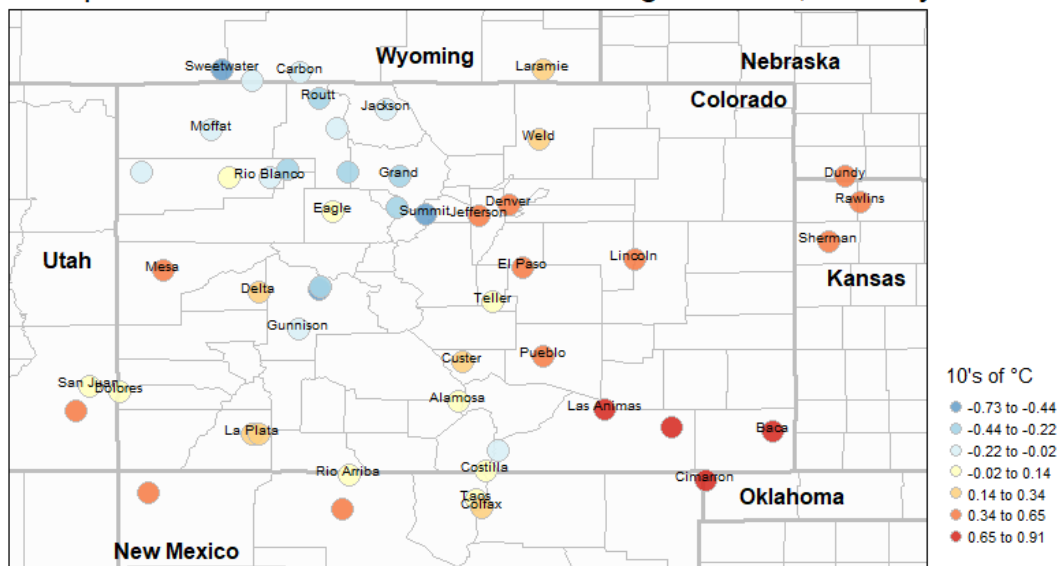 Wyoming
Nebraska
Sweetwater
Carbon
Laramie
Colorado
Routt
Jackson
Moffat
Weld
Rio Blanco
Grand
Dundy
Eagle
Summit
Jefferson
Denver
Rawlins
Utah
Mesa
El Paso
Lincoln
Sherman
Kansas
Delta
Teller
Gunnison
Custer
Pueblo
San Juan
Dolores
Alamosa
Las Animas
La Plata
Baca
Rio Arriba
Costilla
Cimarron
Taos
Colfax
Oklahoma
New Mexico
10's of °C
-0.73 to -0.44
-0.44 to -0.22
-0.22 to -0.02
-0.02 to 0.14
0.14 to 0.34
0.34 to 0.65
0.65 to 0.91